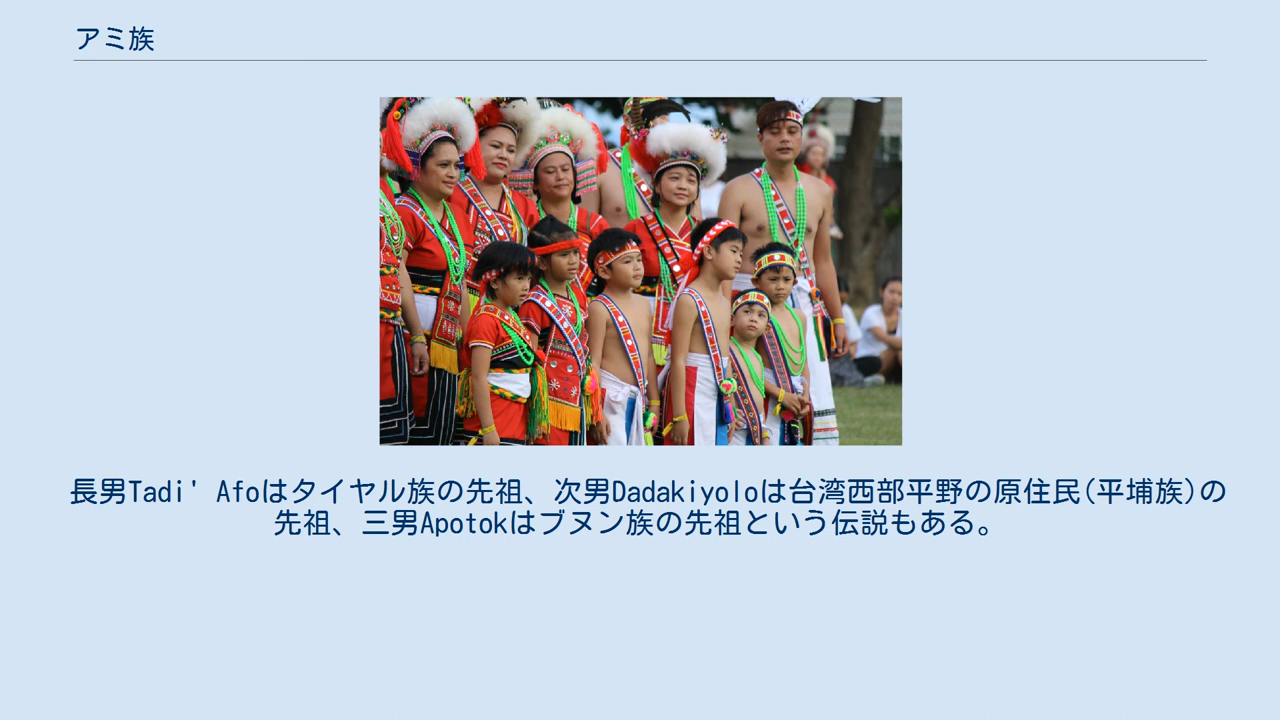 アミ族
長男Tadi' Afoはタイヤル族の先祖、次男Dadakiyoloは台湾西部平野の原住民(平埔族)の
先祖、三男Apotokはブヌン族の先祖という伝説もある。